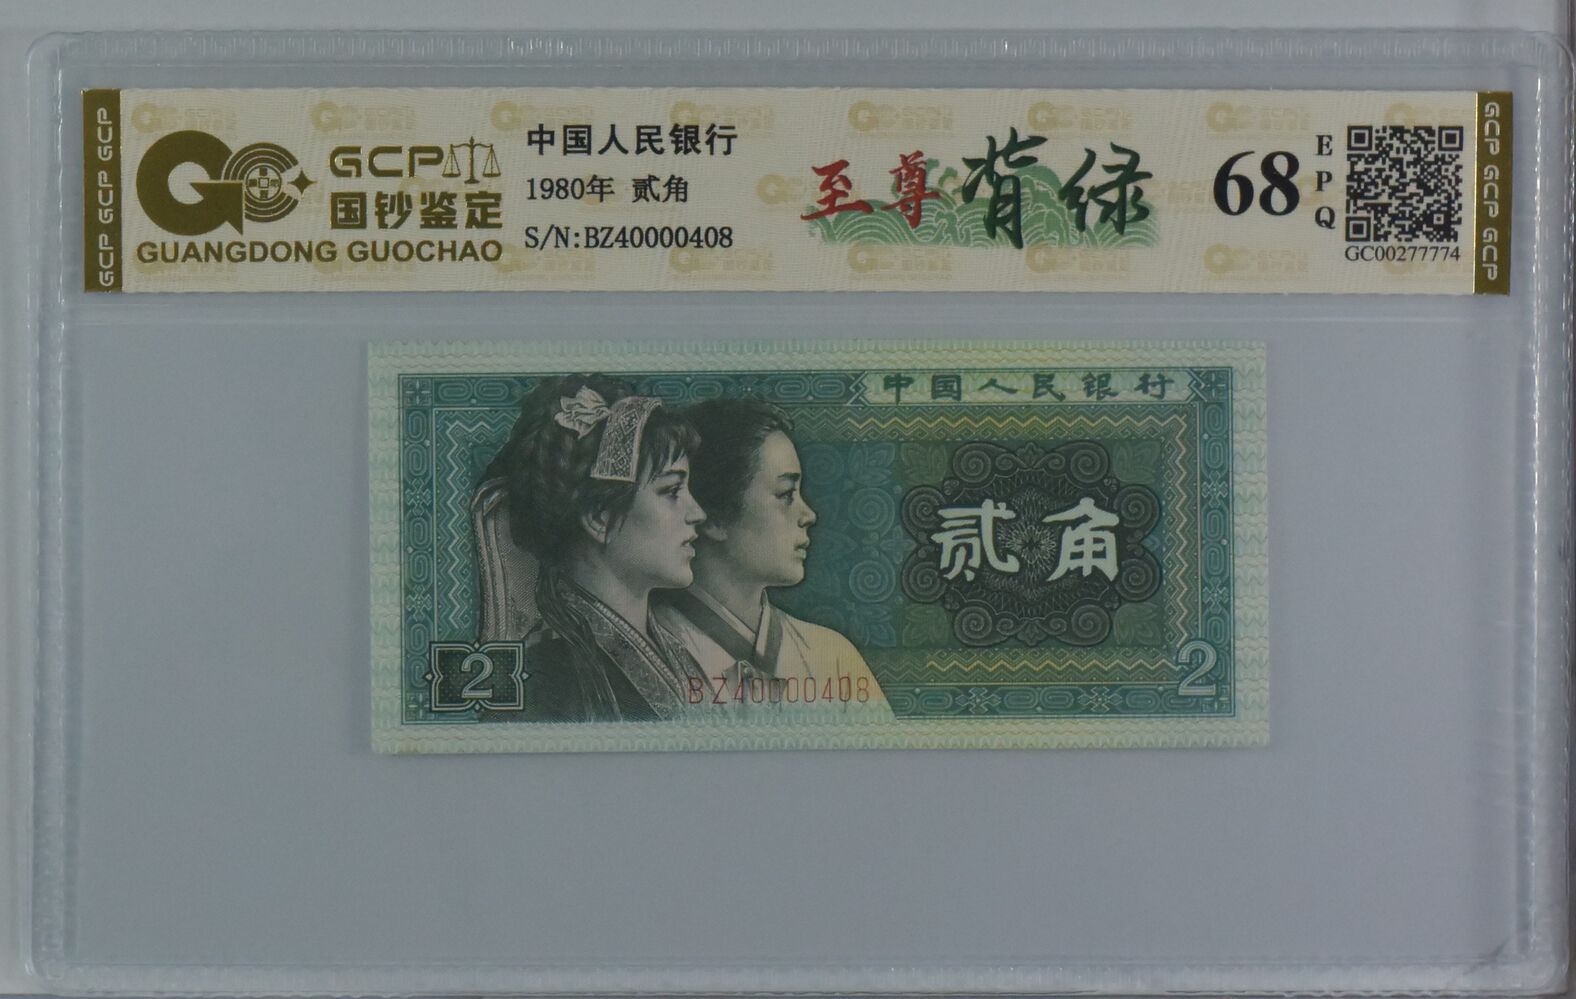 GCP
国钞鉴定
GUANGDONG GUOCHAO
中国人民银行
1980年 贰角
S/N:BZ40000408
至尊背绿
68
EPQ
GC00277774
GCP GCP GCP
GCP GCP GCP
中国人民银行
贰角
2
BZ40000408
2